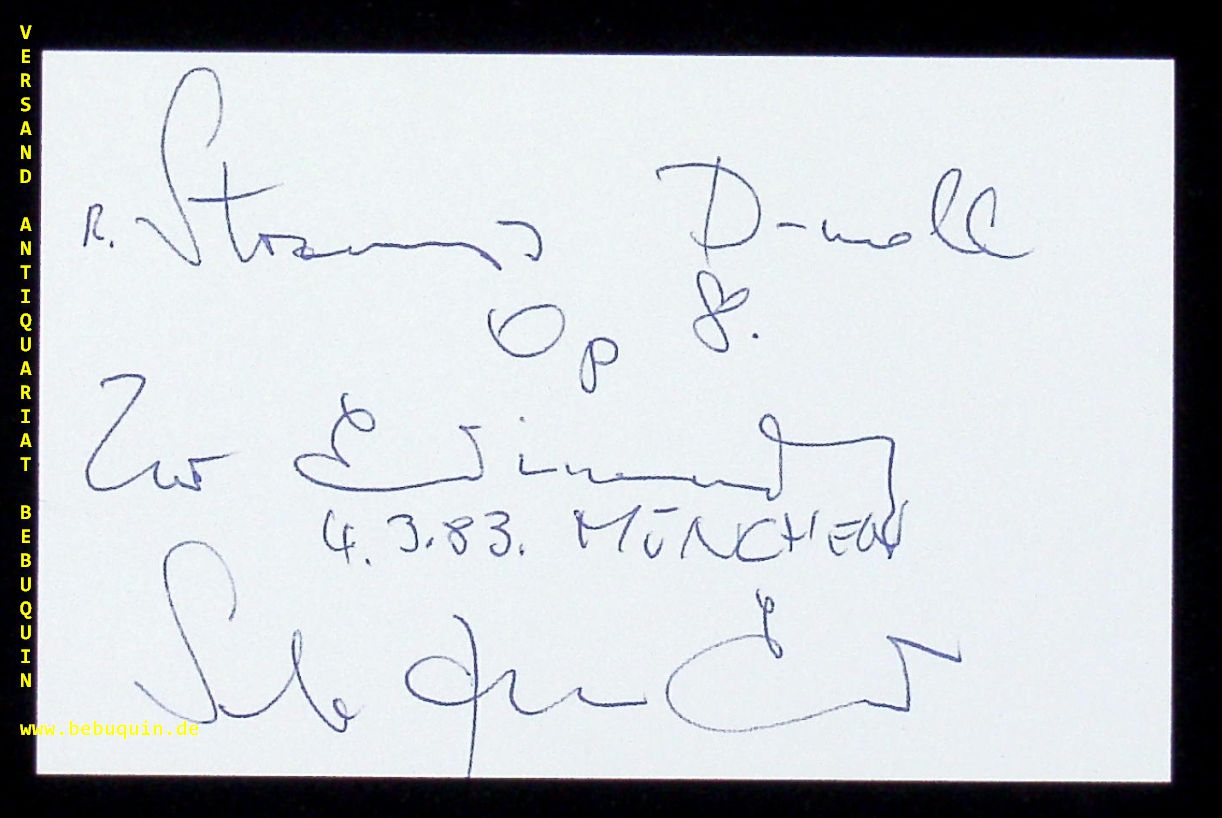 VERSAND ANTIQUARIAT BEBUQUIN
R. Strauss D-moll
Op 8.
Zur Erinnerung
4.3.83. MÜNCHEN
www.bebuquin.de